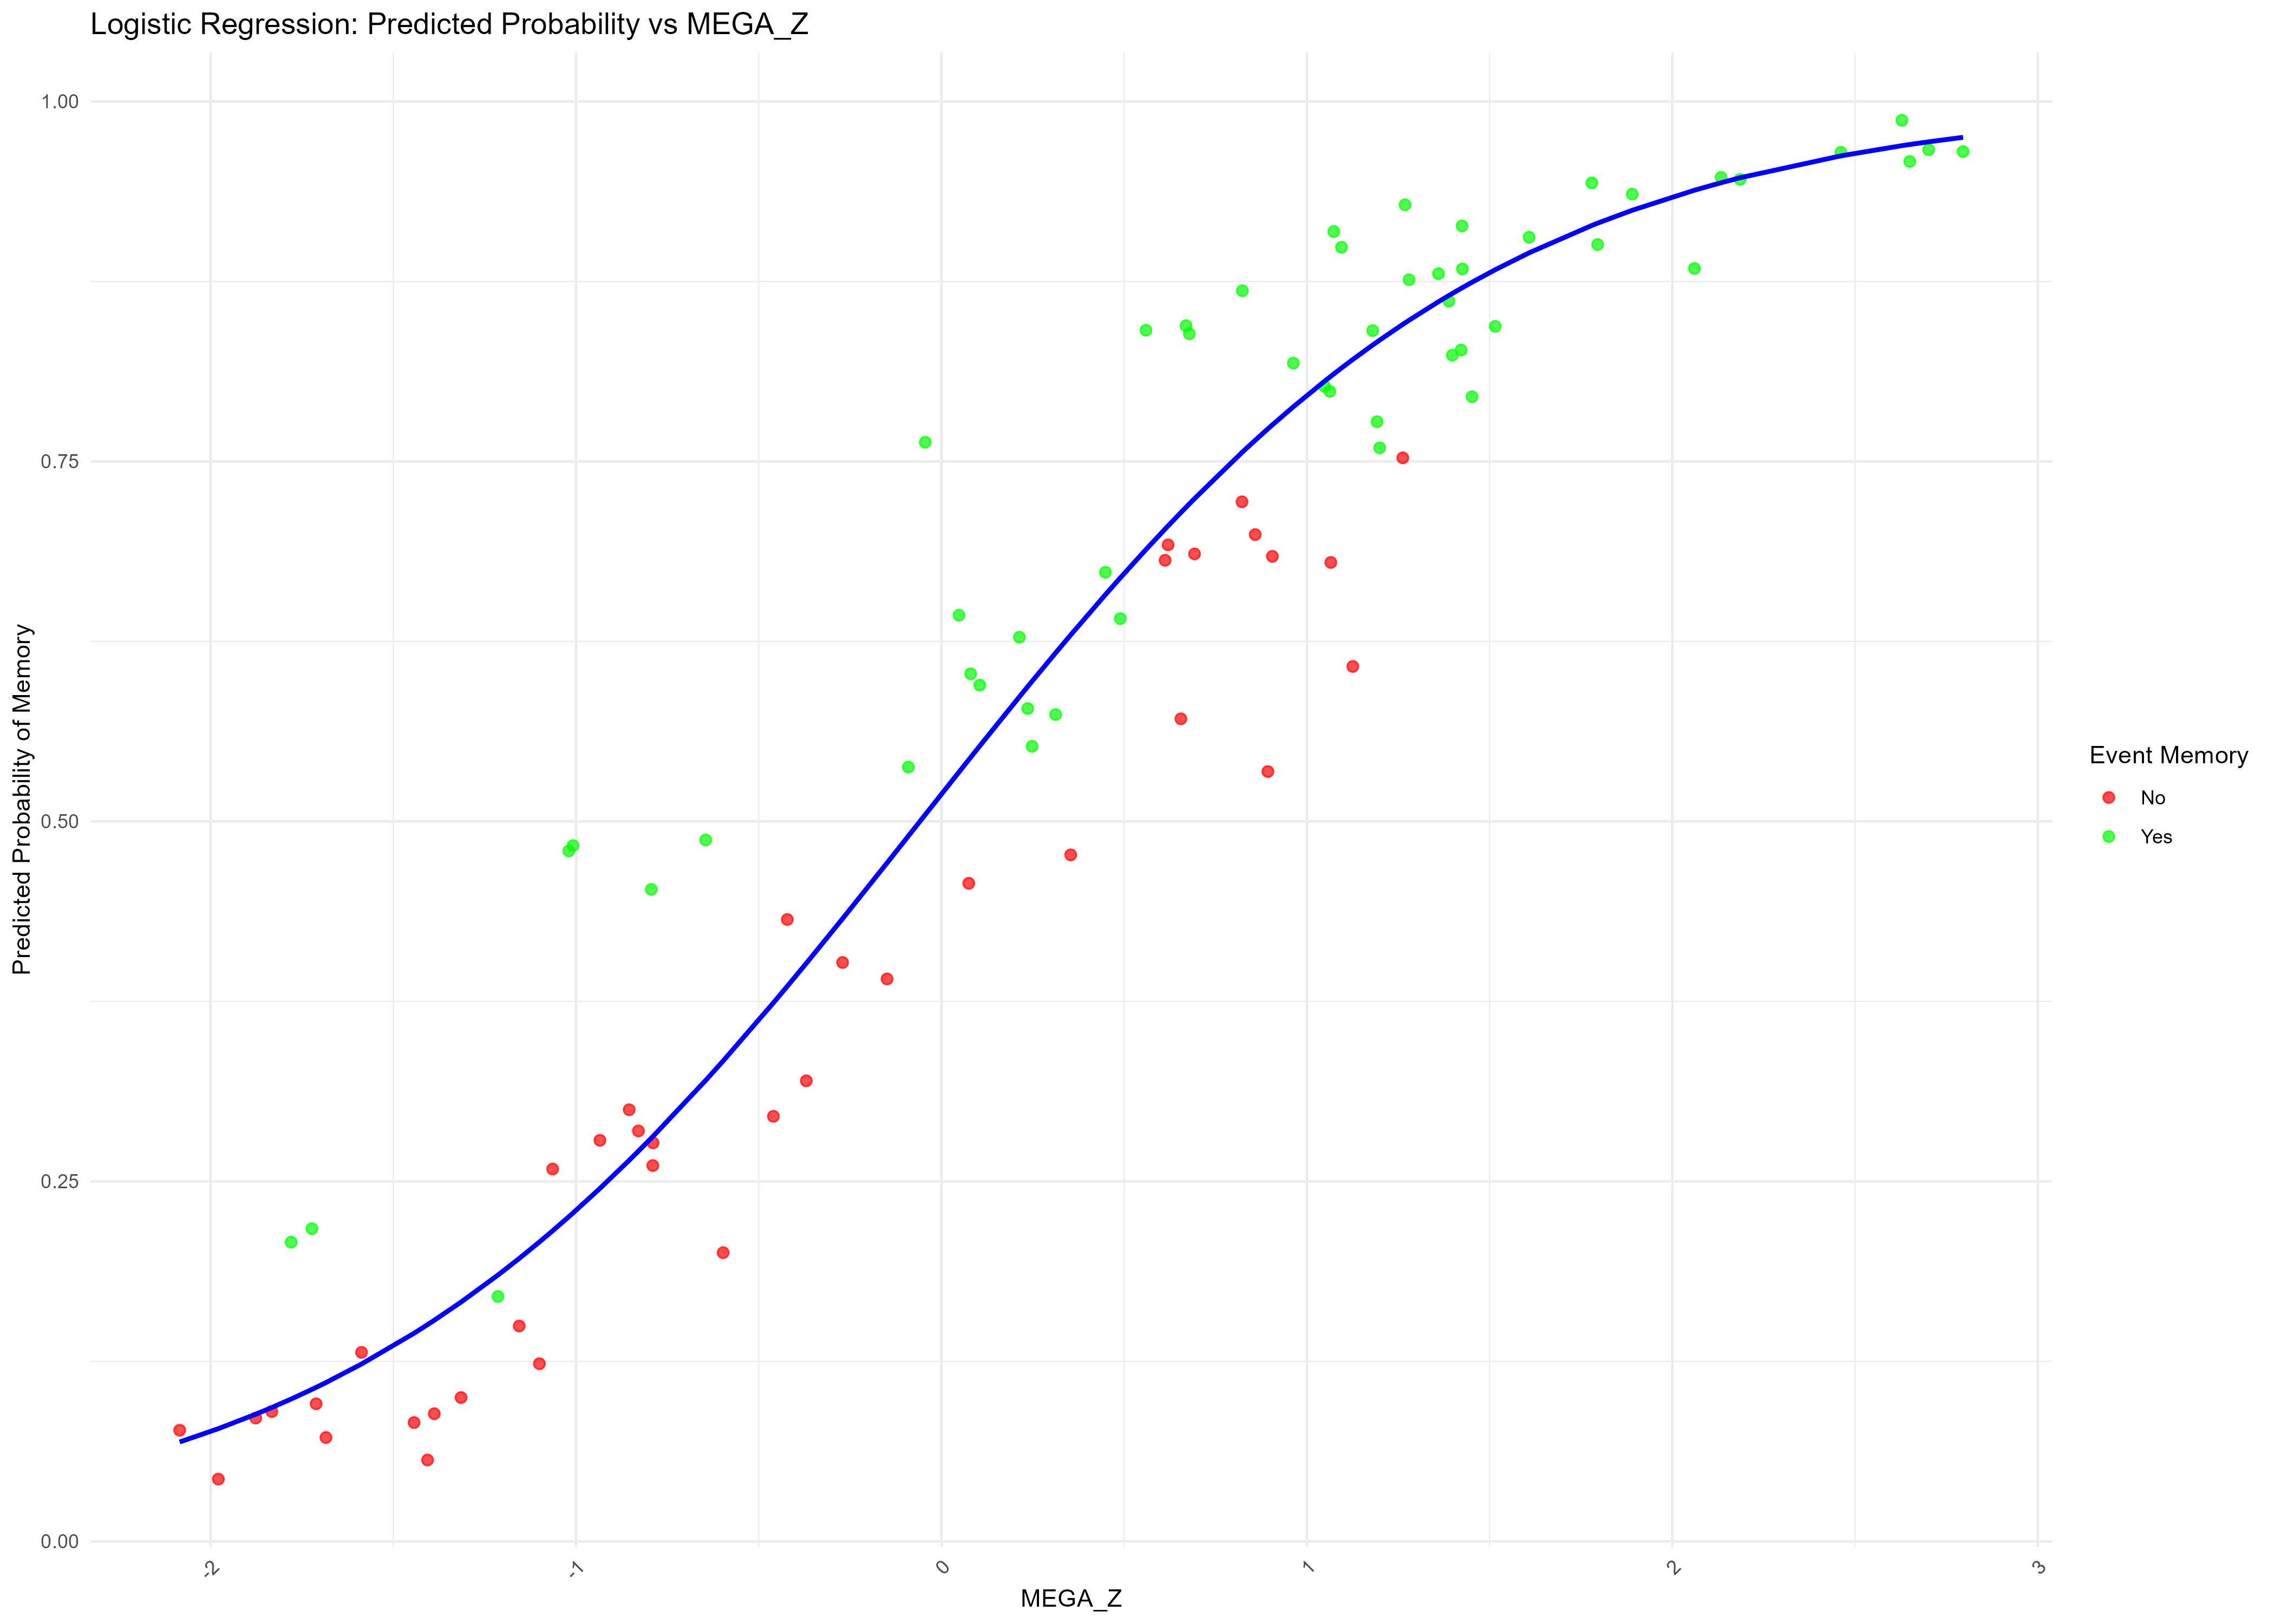 Logistic Regression: Predicted Probability vs MEGA_Z
1.00
0.75
0.50
0.25
0.00
Predicted Probability of Memory
-2
-1
0
1
2
3
MEGA_Z
Event Memory
No
Yes